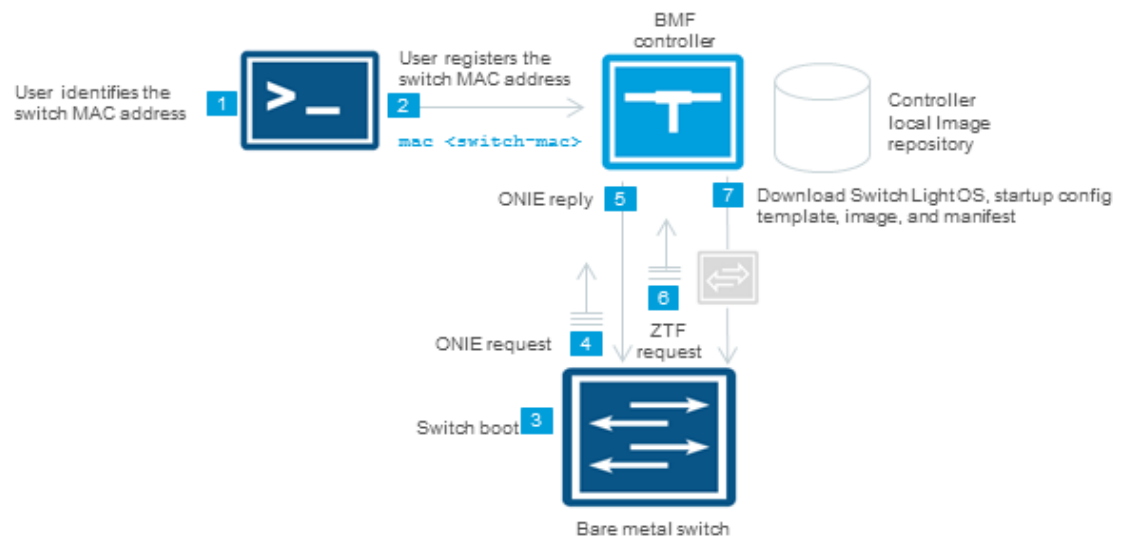 BMF
controller
User identifies the
switch MAC address
1
>_
User registers the
switch MAC address
2
mac <switch-mac>
Controller
local Image
repository
ONIE reply
5
7
Download Switch Light OS, startup config
template, image, and manifest
6
ZTF
request
ONIE request
4
Switch boot
3
Bare metal switch